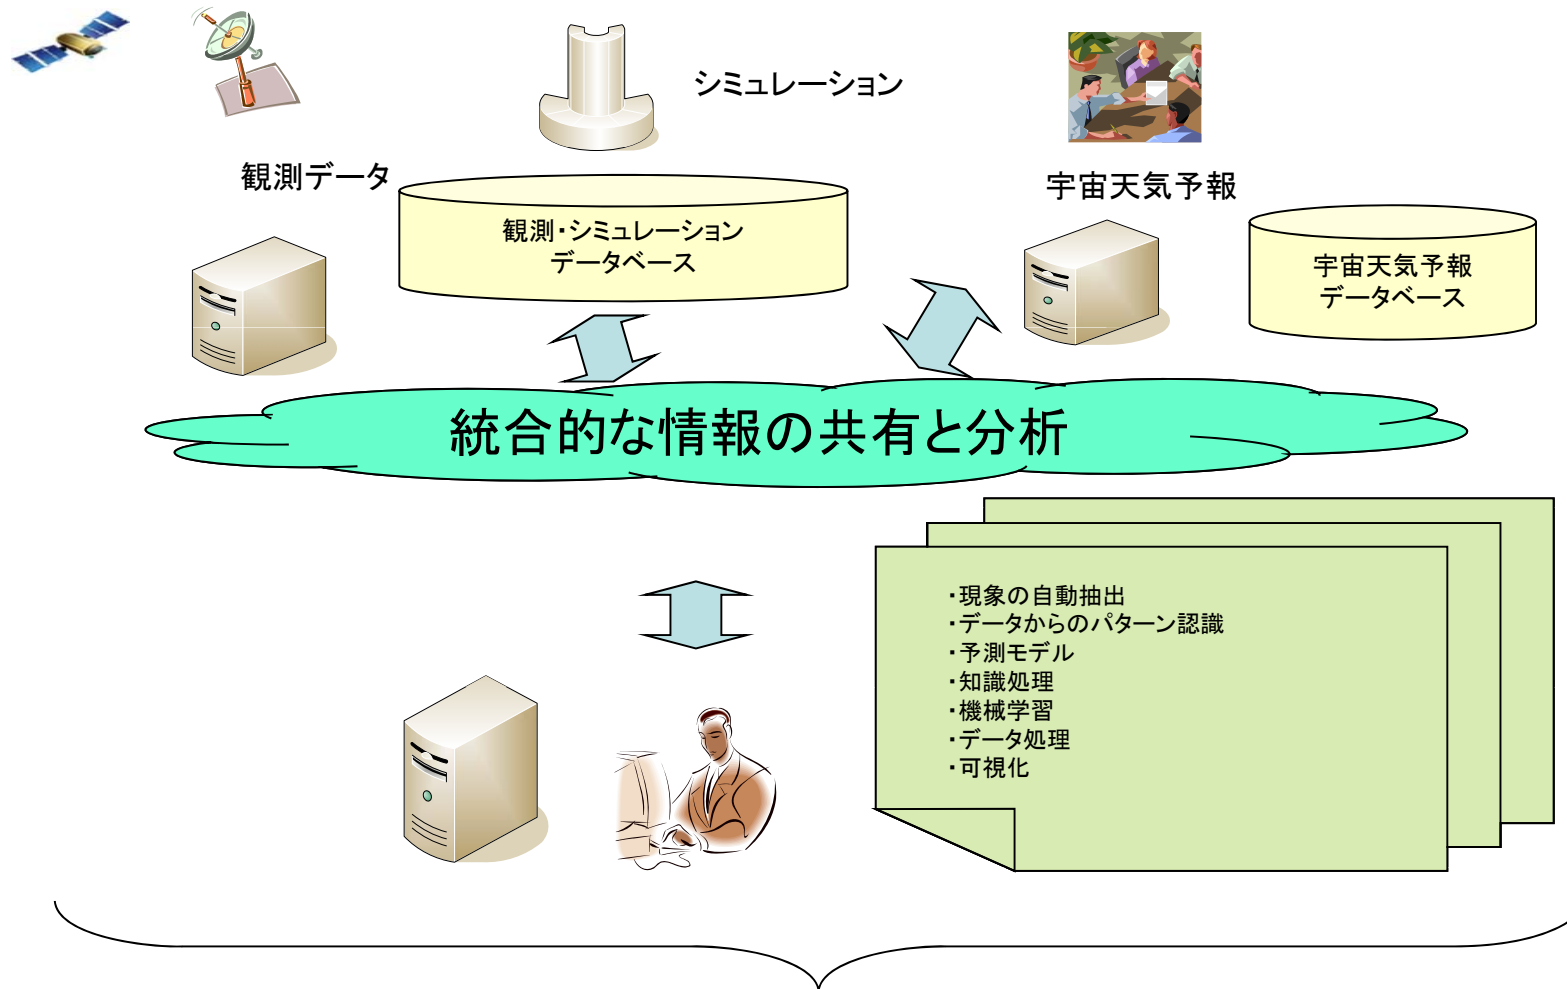 シミュレーション
観測データ
宇宙天気予報
観測・シミュレーション
データベース
宇宙天気予報
データベース
統合的な情報の共有と分析
・現象の自動抽出
・データからのパターン認識
・予測モデル
・知識処理
・機械学習
・データ処理
・可視化